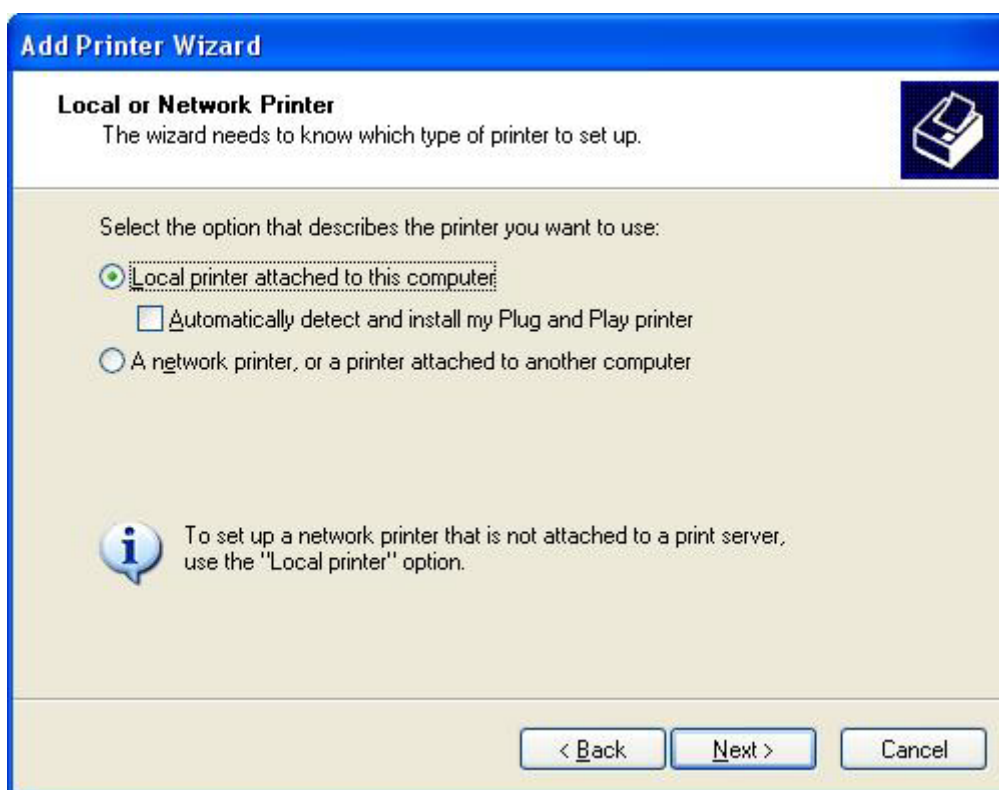 Add Printer Wizard
Local or Network Printer
The wizard needs to know which type of printer to set up.
Select the option that describes the printer you want to use:
Local printer attached to this computer
Automatically detect and install my Plug and Play printer
A network printer, or a printer attached to another computer
To set up a network printer that is not attached to a print server,
use the "Local printer" option.
< Back Next > Cancel